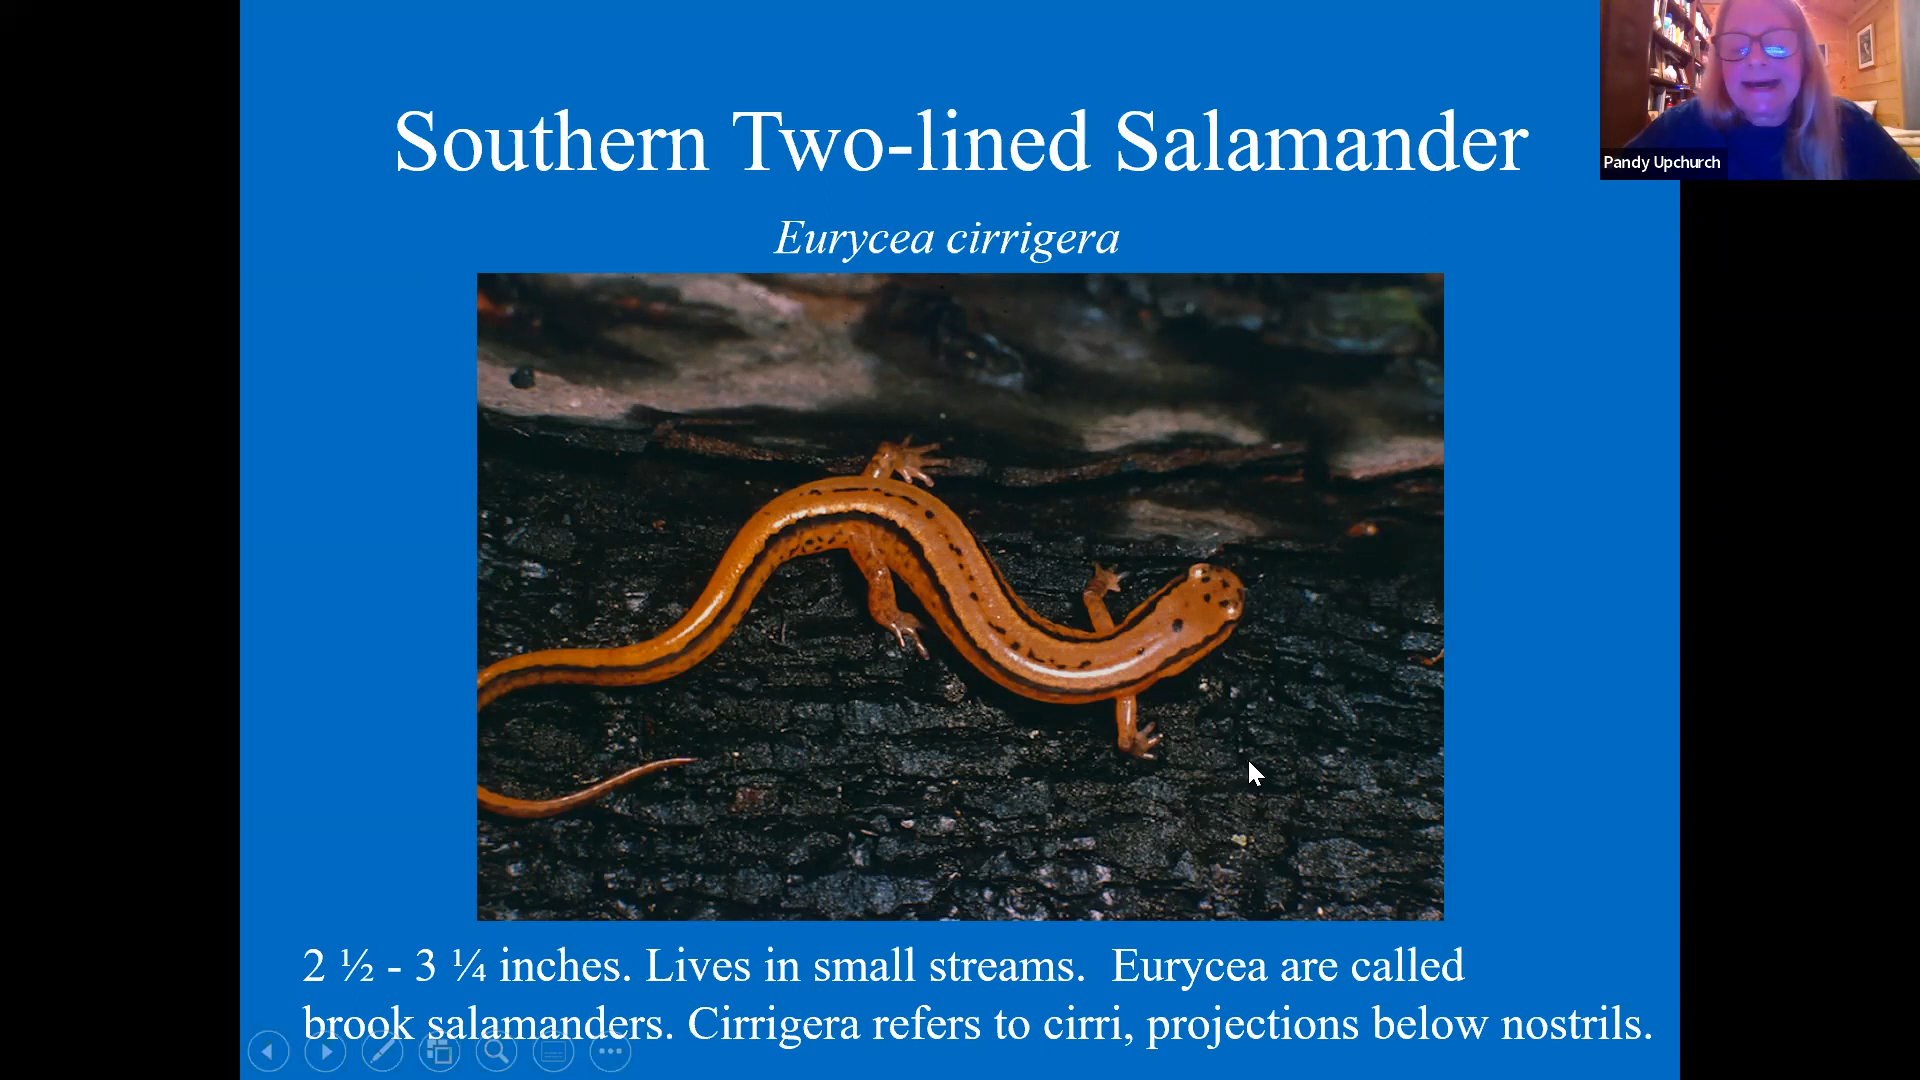 Southern Two-lined Salamander
Eurycea cirrigera
2 ½ - 3 ¼ inches. Lives in small streams.  Eurycea are called
brook salamanders. Cirrigera refers to cirri, projections below nostrils.
Pandy Upchurch